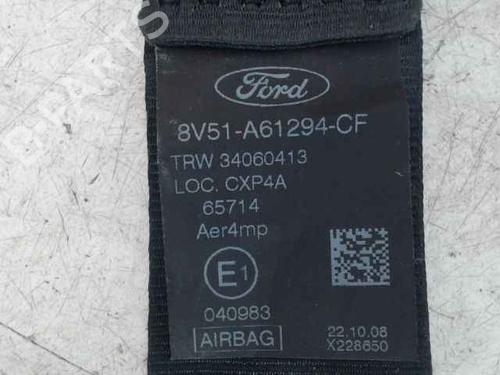 Ford
8V51-A61294-CF
TRW 34060413
LOC. CXP4A
65714
Aer4mp
E1
040983
AIRBAG
22.10.08
X228650